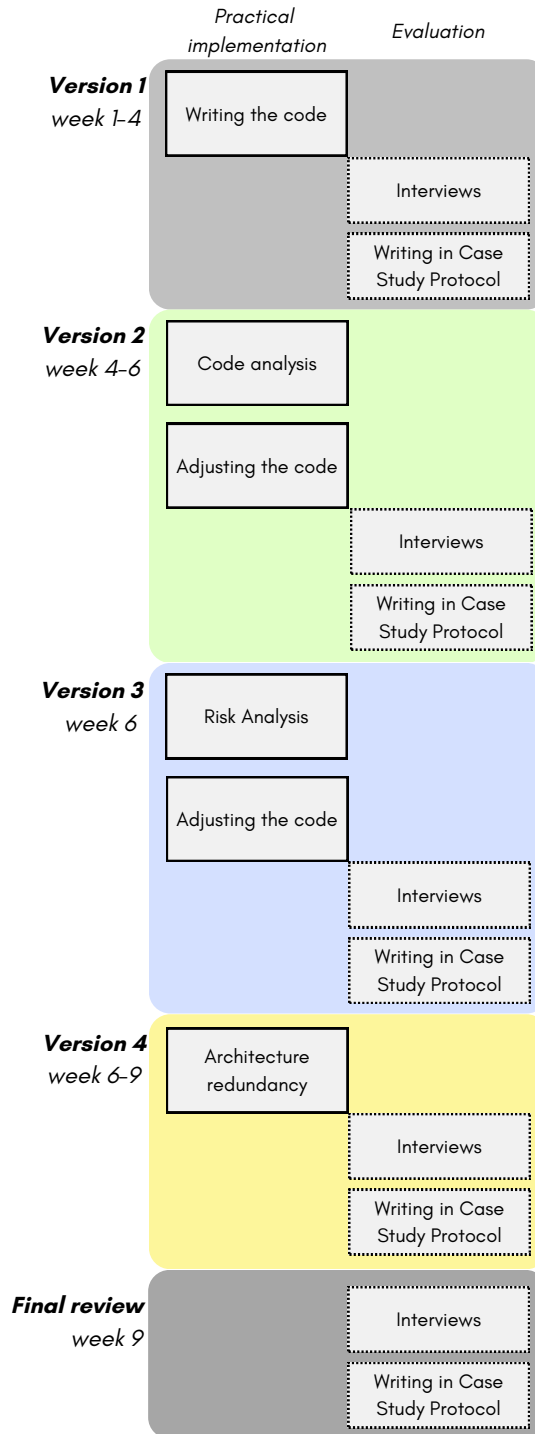 Practical
implementation
Evaluation
Version 1
week 1-4
Writing the code
Interviews
Writing in Case
Study Protocol
Version 2
week 4-6
Code analysis
Adjusting the code
Interviews
Writing in Case
Study Protocol
Version 3
week 6
Risk Analysis
Adjusting the code
Interviews
Writing in Case
Study Protocol
Version 4
week 6-9
Architecture
redundancy
Interviews
Writing in Case
Study Protocol
Final review
week 9
Interviews
Writing in Case
Study Protocol